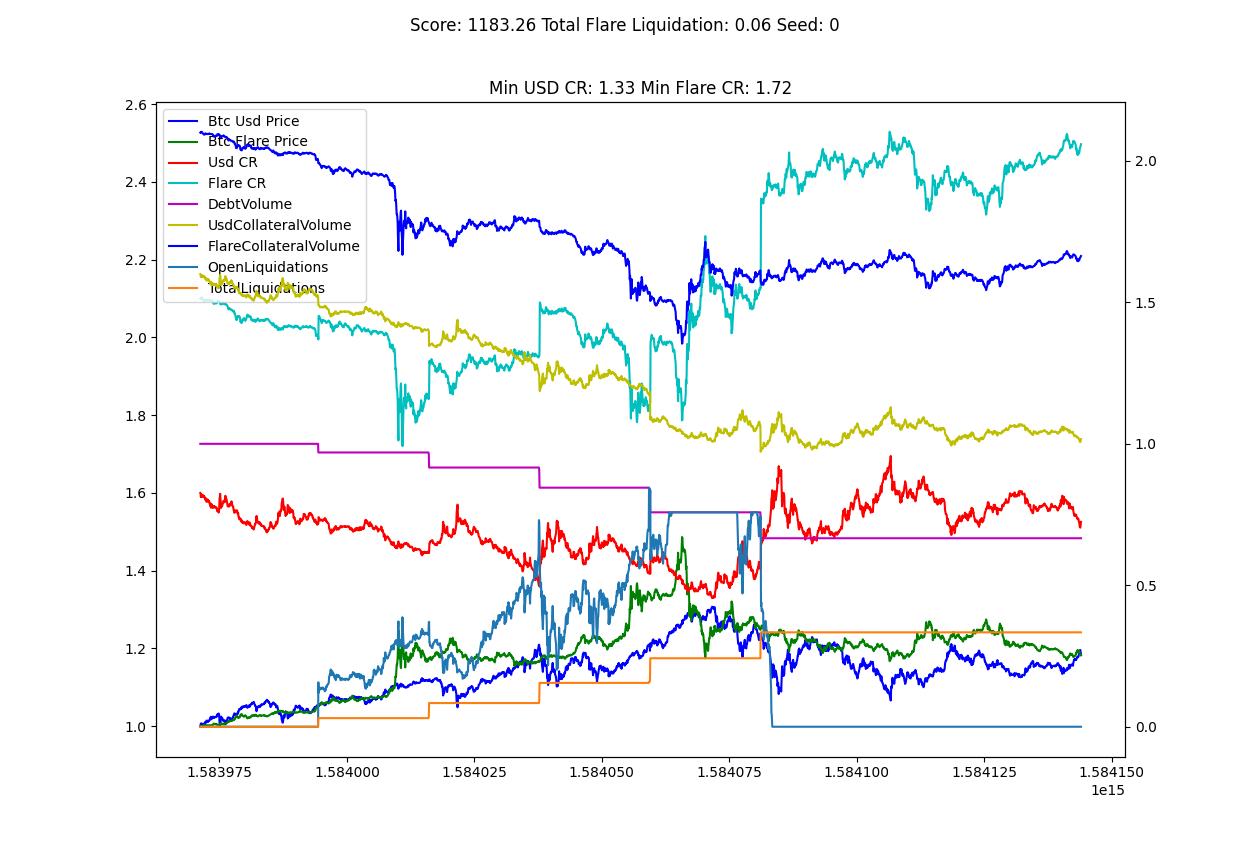 Score: 1183.26 Total Flare Liquidation: 0.06 Seed: 0
Min USD CR: 1.33 Min Flare CR: 1.72
Btc Usd Price
Btc Flare Price
Usd CR
Flare CR
DebtVolume
UsdCollateralVolume
FlareCollateralVolume
OpenLiquidations
TotalLiquidations
2.6
2.4
2.2
2.0
1.8
1.6
1.4
1.2
1.0
2.0
1.5
1.0
0.5
0.0
1.583975 1.584000 1.584025 1.584050 1.584075 1.584100 1.584125 1.584150
1e15